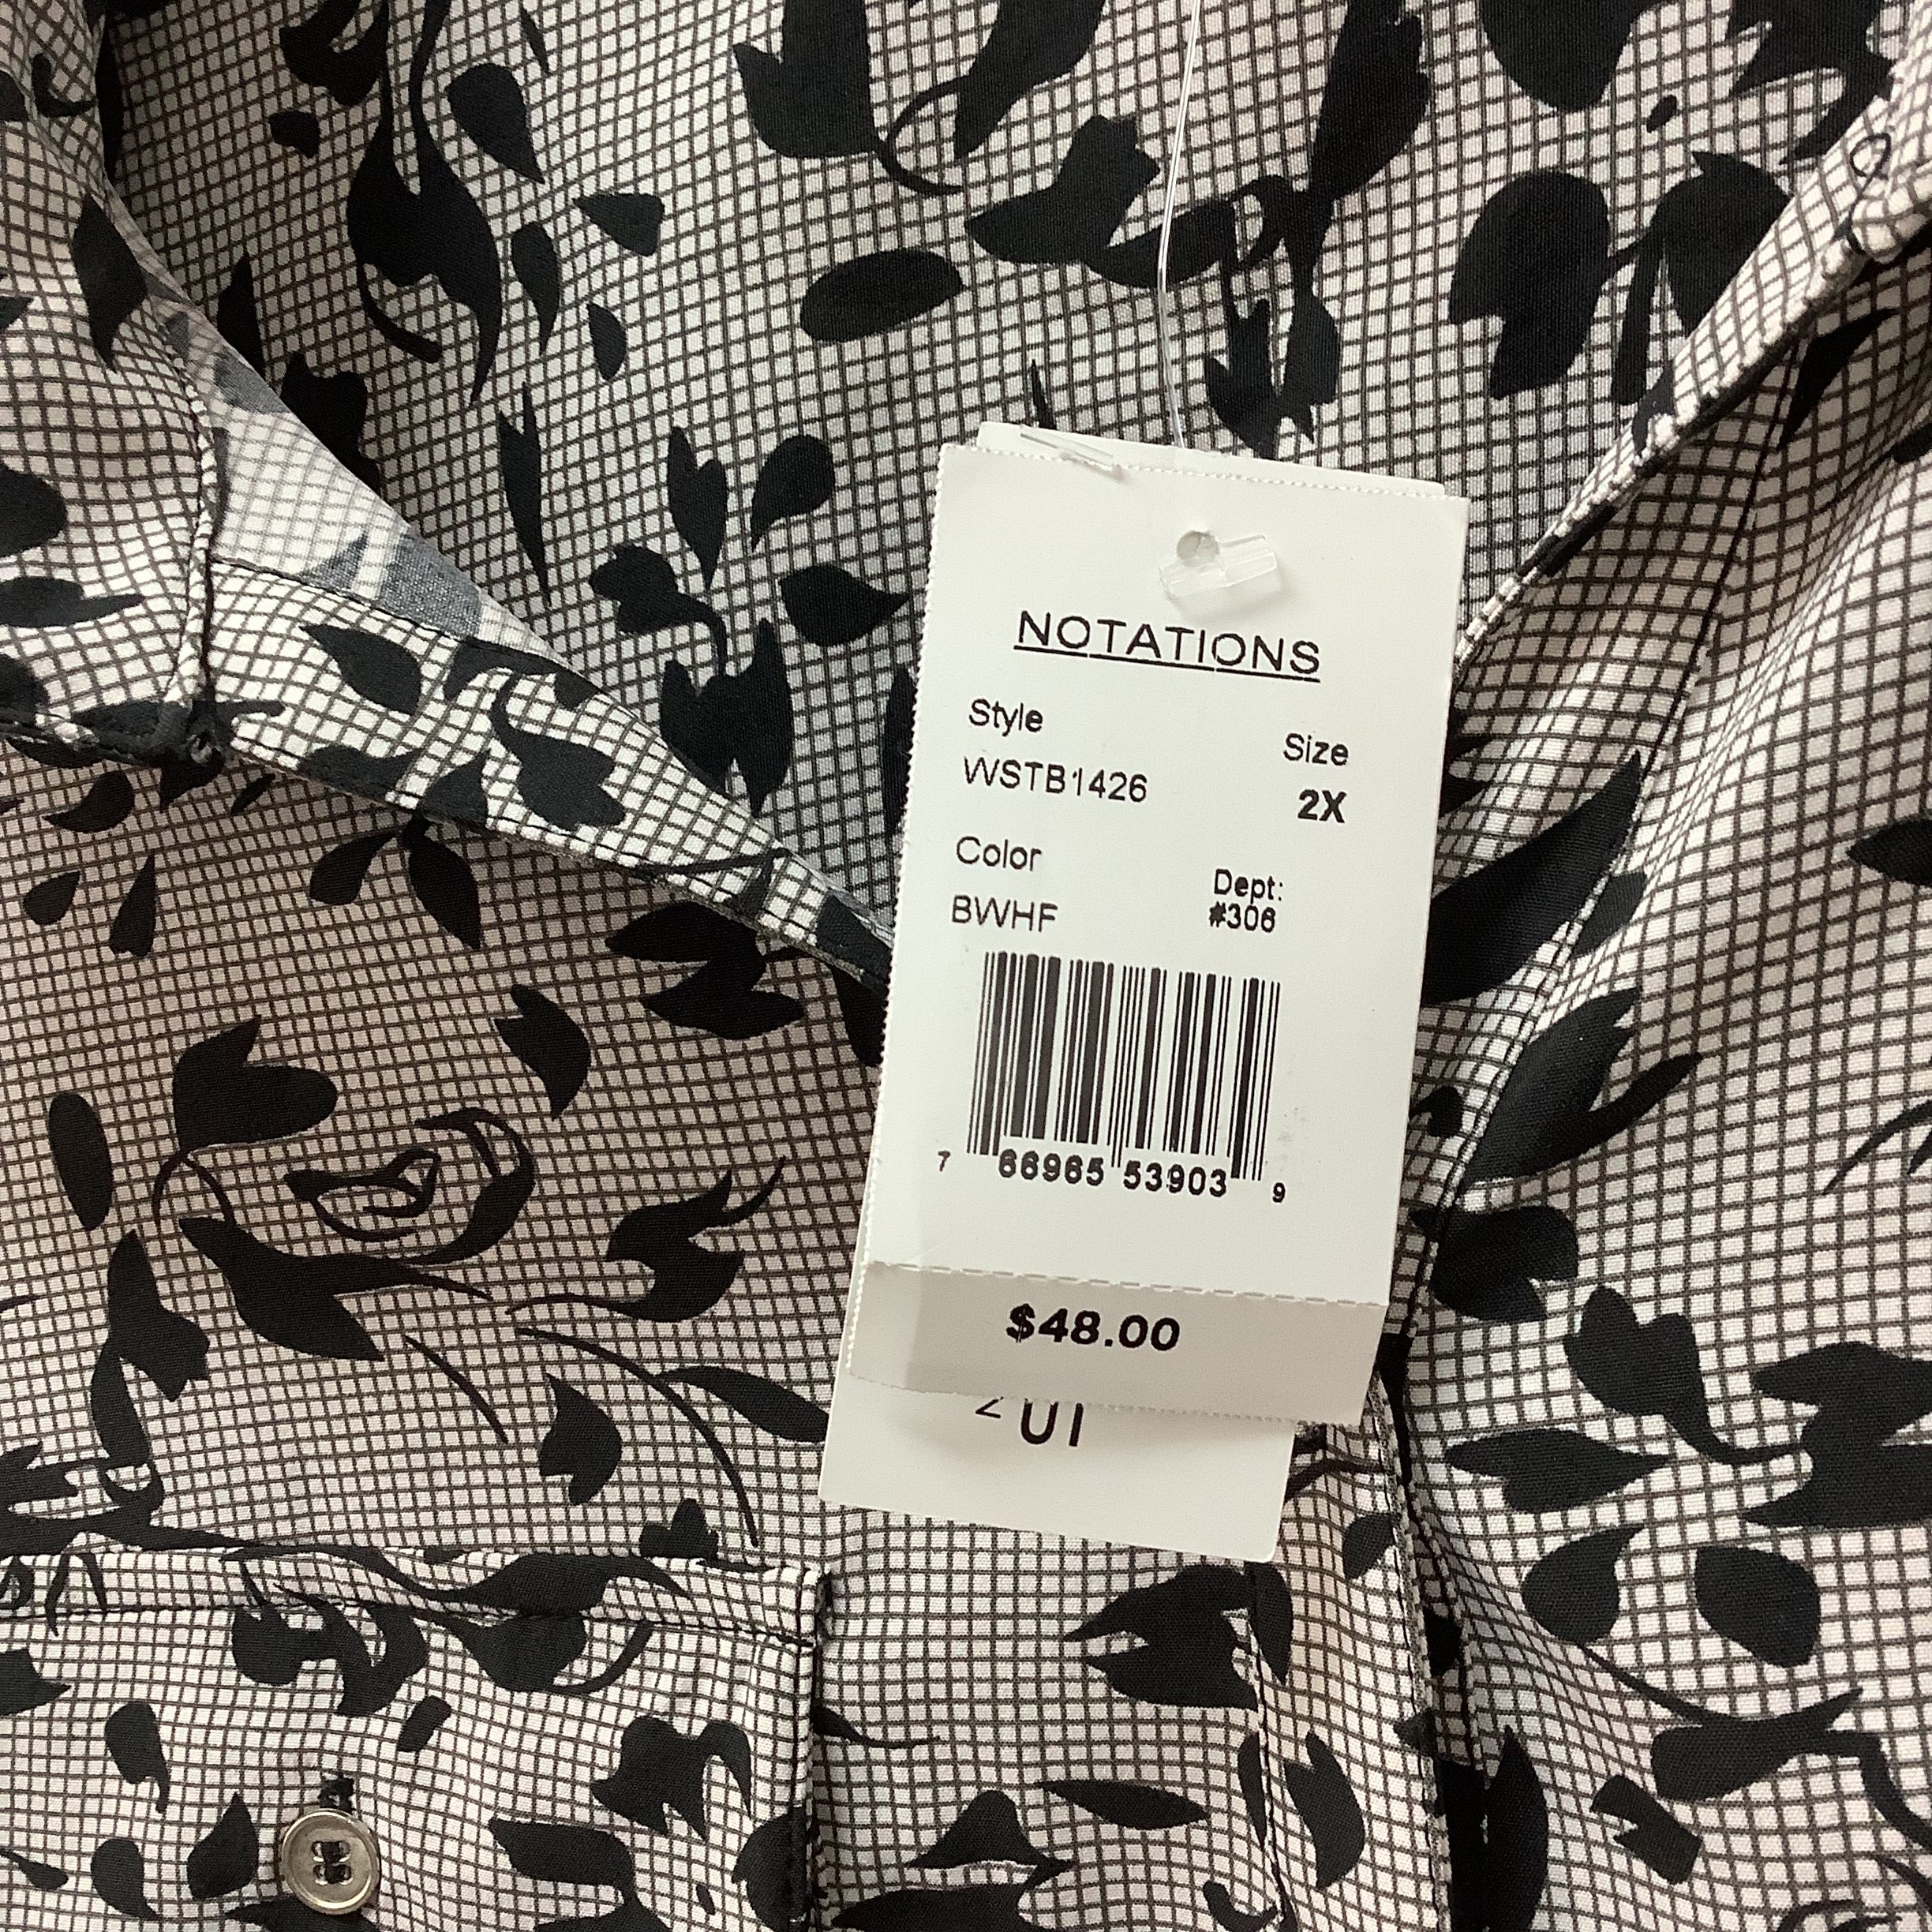 NOTATIONS
Style
Size
WSTB1426
2X
Color
Dept:
BWHF
#306
7 66965 53903 9
$48.00